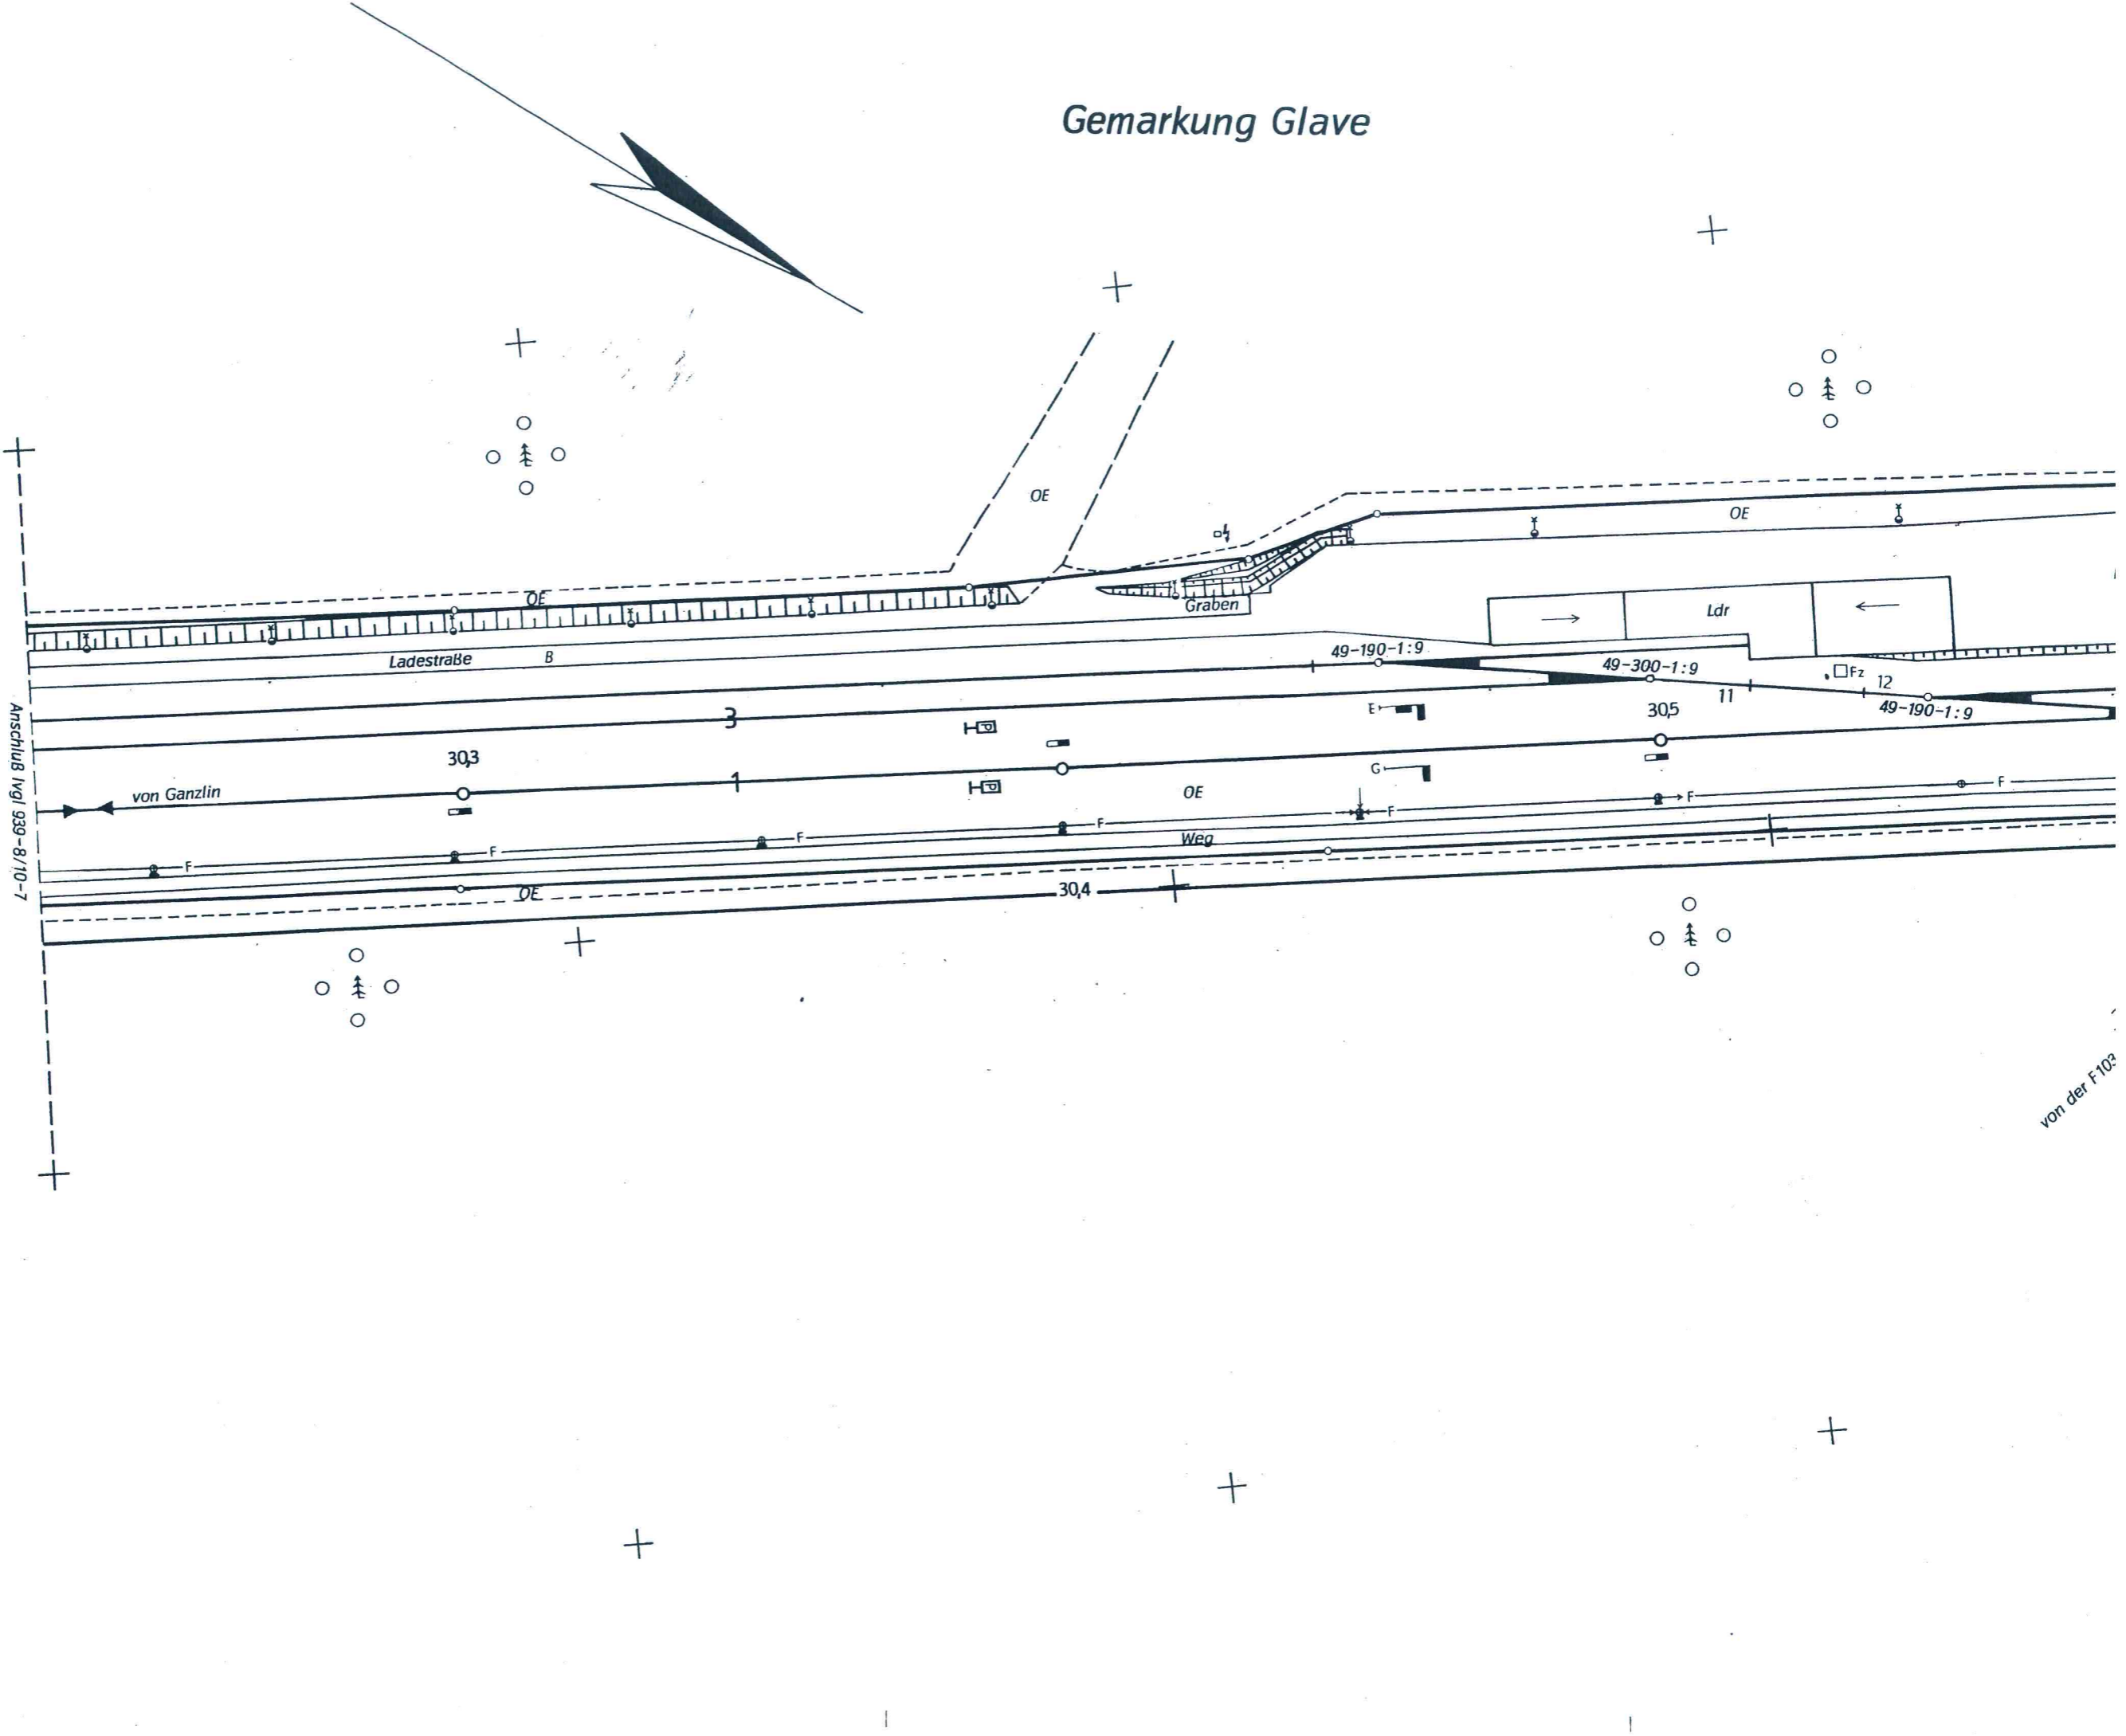 Gemarkung Glave
OE
OE
OE
Graben
Ldr
Ladestraße B
49-190-1:9
49-300-1:9
Fz
11
12
49-190-1:9
3
P
E
30,5
30,3
1
P
G
von Ganzlin
OE
F
F
F
F
F
F
F
Weg
OE
30,4
Anschluß lvgl 939-8/10-7
von der F103